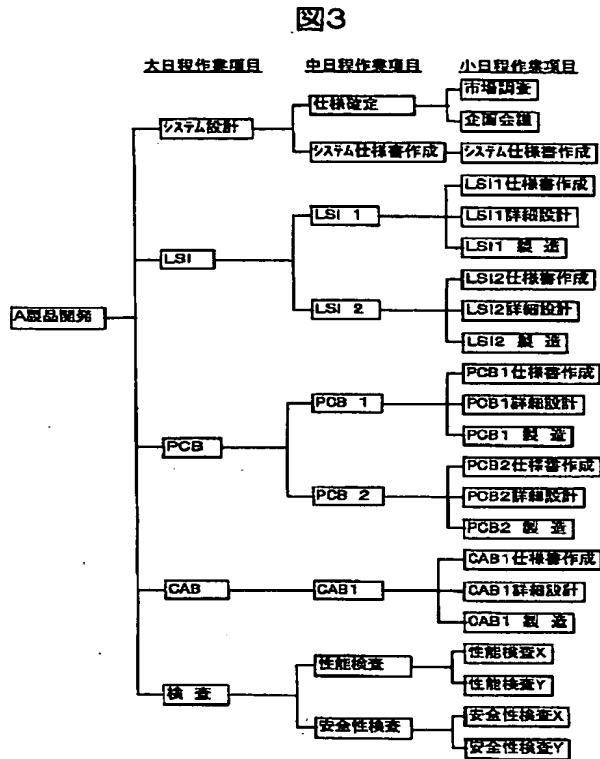 図3
大日程作業項目 中日程作業項目 小日程作業項目
市場調査
仕様確定
企画会議
システム設計
システム仕様書作成 システム仕様書作成
LSI1仕様書作成
LSI 1 LSI1詳細設計
LSI1 製造
LSI
LSI2仕様書作成
LSI 2 LSI2詳細設計
LSI2 製造
A製品開発
PCB1仕様書作成
PCB 1 PCB1詳細設計
PCB1 製造
PCB
PCB2仕様書作成
PCB 2 PCB2詳細設計
PCB2 製造
CAB1仕様書作成
CAB CAB1 CAB1詳細設計
CAB1 製造
性能検査X
性能検査
性能検査Y
検査
安全性検査X
安全性検査
安全性検査Y